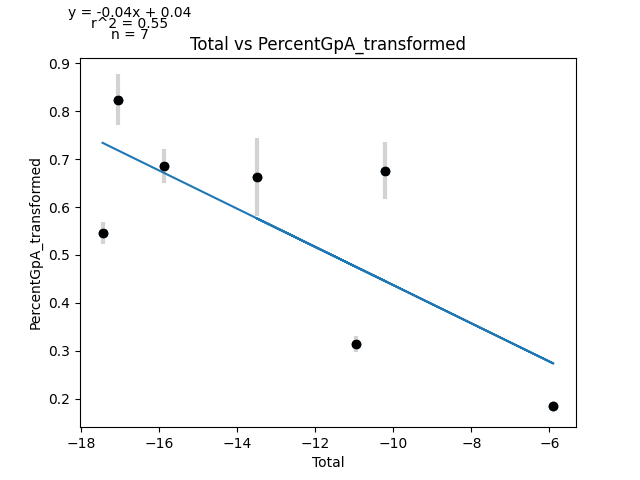 y = -0.04x + 0.04
r^2 = 0.55
n = 7
Total vs PercentGpA_transformed
0.9
0.8
0.7
0.6
0.5
0.4
0.3
0.2
PercentGpA_transformed
−18
−16
−14
−12
−10
−8
−6
Total